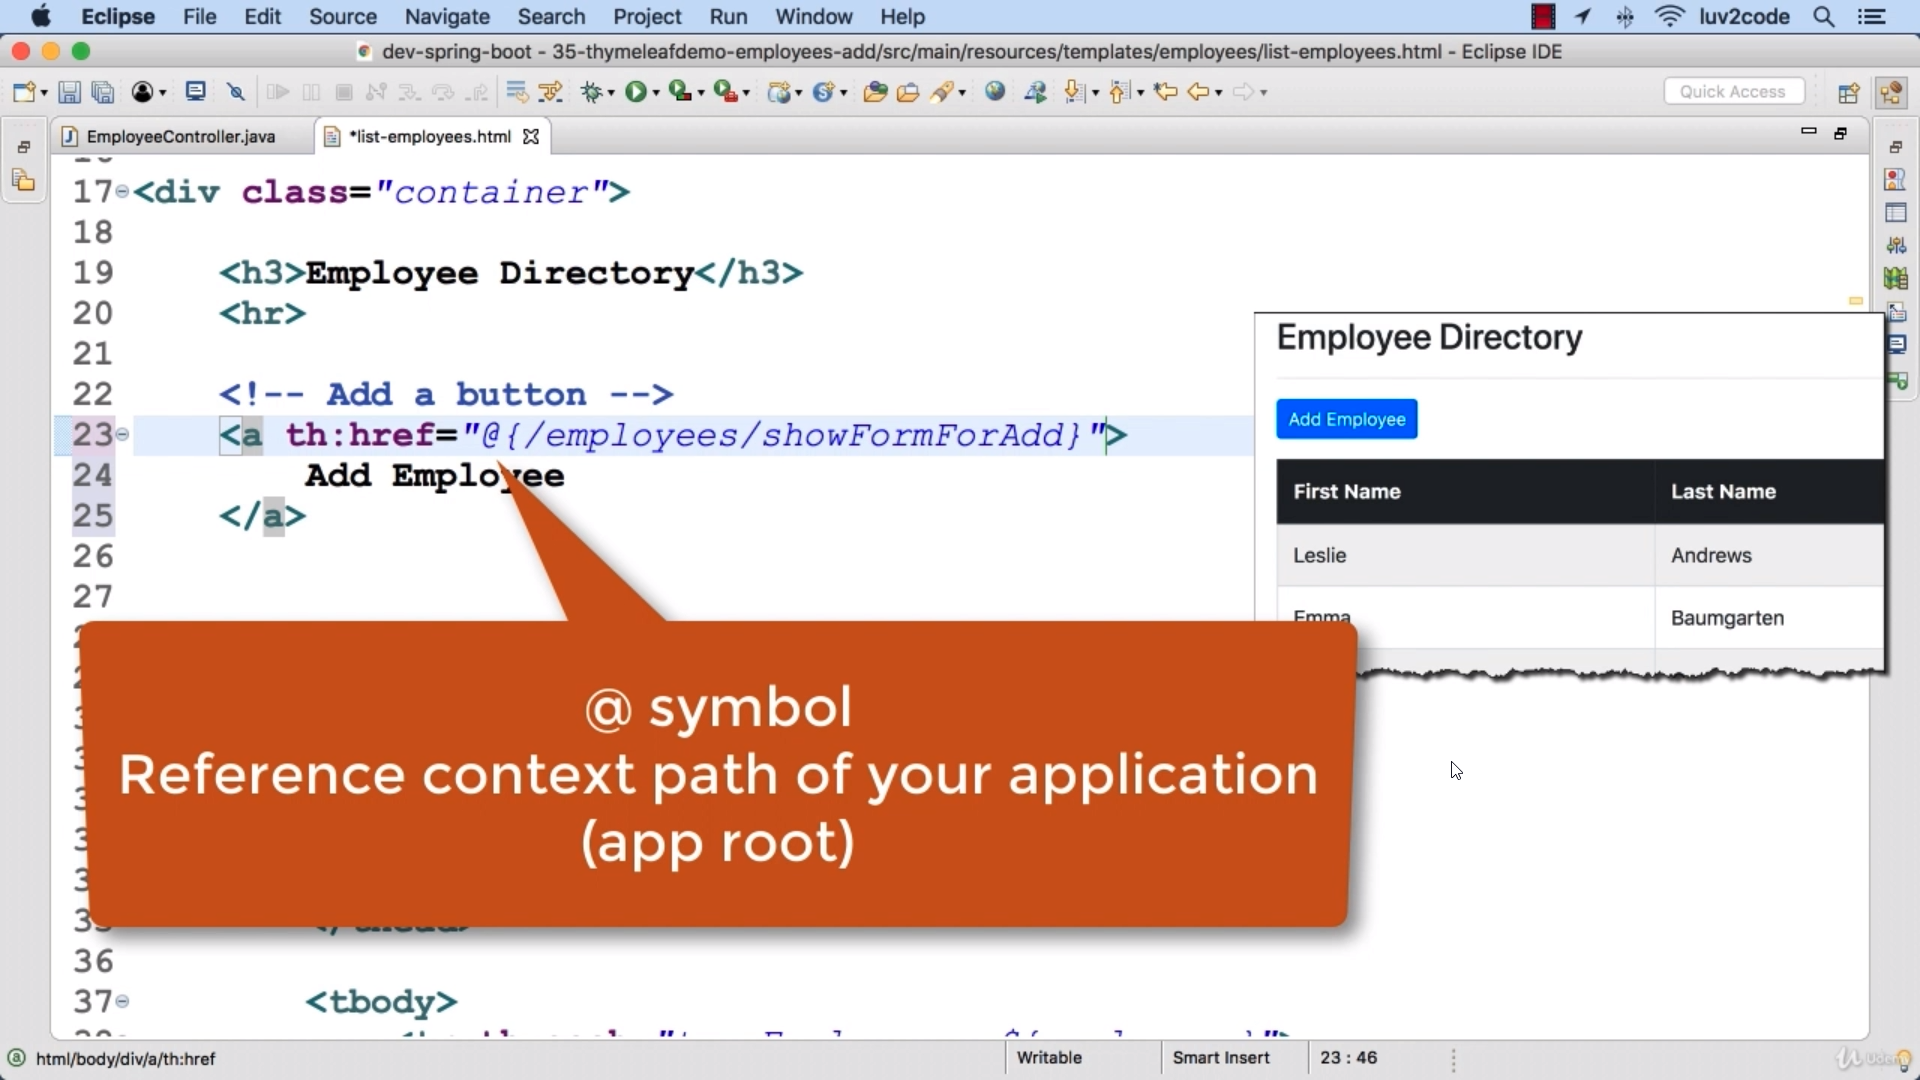 Eclipse File Edit Source Navigate Search Project Run Window Help luv2code
dev-spring-boot - 35-thymeleafdemo-employees-add/src/main/resources/templates/employees/list-employees.html - Eclipse IDE
Quick Access
EmployeeController.java *list-employees.html
17 <div class="container">
18
19 <h3>Employee Directory</h3>
20 <hr>
21
22 <!-- Add a button -->
23 <a th:href="@{/employees/showFormForAdd}">
24 Add Employee
25 </a>
26
27
Employee Directory
Add Employee
First Name Last Name
Leslie Andrews
Emma Baumgarten
@ symbol
Reference context path of your application
(app root)
36
37 <tbody>
html/body/div/a/th:href Writable Smart Insert 23 : 46
Udemy